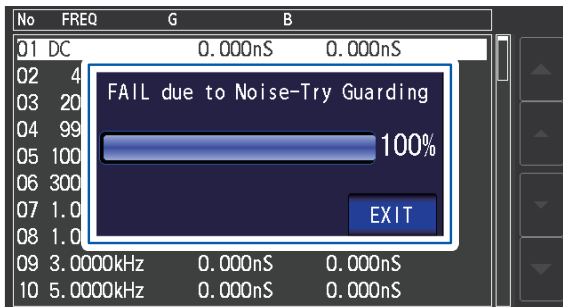 No FREQ G B
01 DC 0.000nS 0.000nS
02 4
03 20
04 99
05 100
06 300
07 1.0
08 1.0
FAIL due to Noise-Try Guarding
100%
EXIT
09 3.0000kHz 0.000nS 0.000nS
10 5.0000kHz 0.000nS 0.000nS